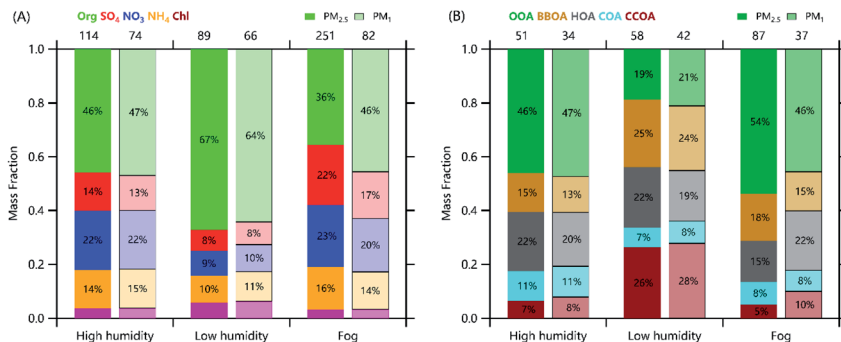 (A)
Org SO4 NO3 NH4 Chl
PM2.5 PM1
114 74 89 66 251 82
Mass Fraction
1.0
0.8
0.6
0.4
0.2
0.0
46% 47% 67% 64% 36% 46%
14% 13% 8% 8% 22% 17%
22% 22% 9% 10% 23% 20%
14% 15% 10% 11% 16% 14%
High humidity Low humidity Fog
(B)
OOA BBOA HOA COA CCOA
PM2.5 PM1
51 34 58 42 87 37
Mass Fraction
1.0
0.8
0.6
0.4
0.2
0.0
46% 47% 19% 21% 54% 46%
15% 13% 25% 24% 18% 15%
22% 20% 22% 19% 15% 22%
11% 11% 7% 8% 8% 8%
7% 8% 26% 28% 5% 10%
High humidity Low humidity Fog